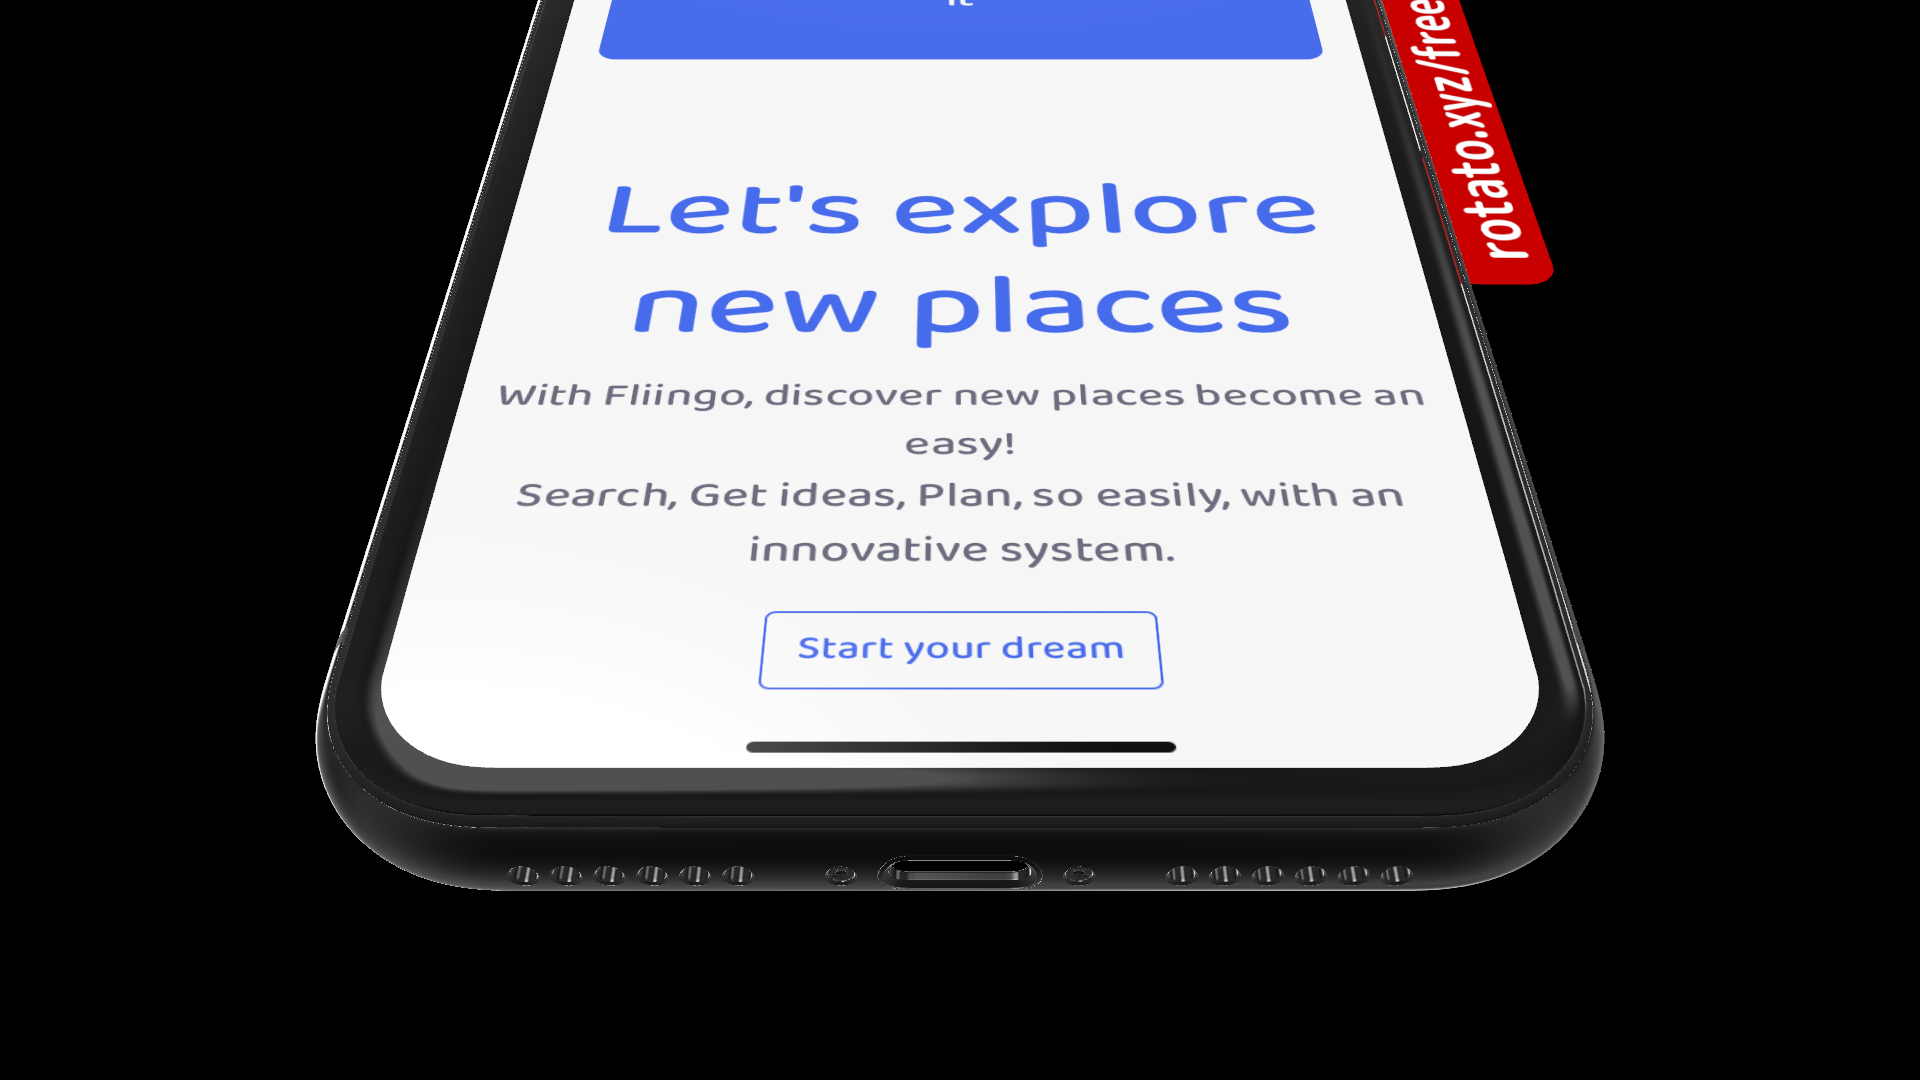 rotato.xyz/free
Let's explore
new places
With Fliingo, discover new places become an
easy!
Search, Get ideas, Plan, so easily, with an
innovative system.
Start your dream